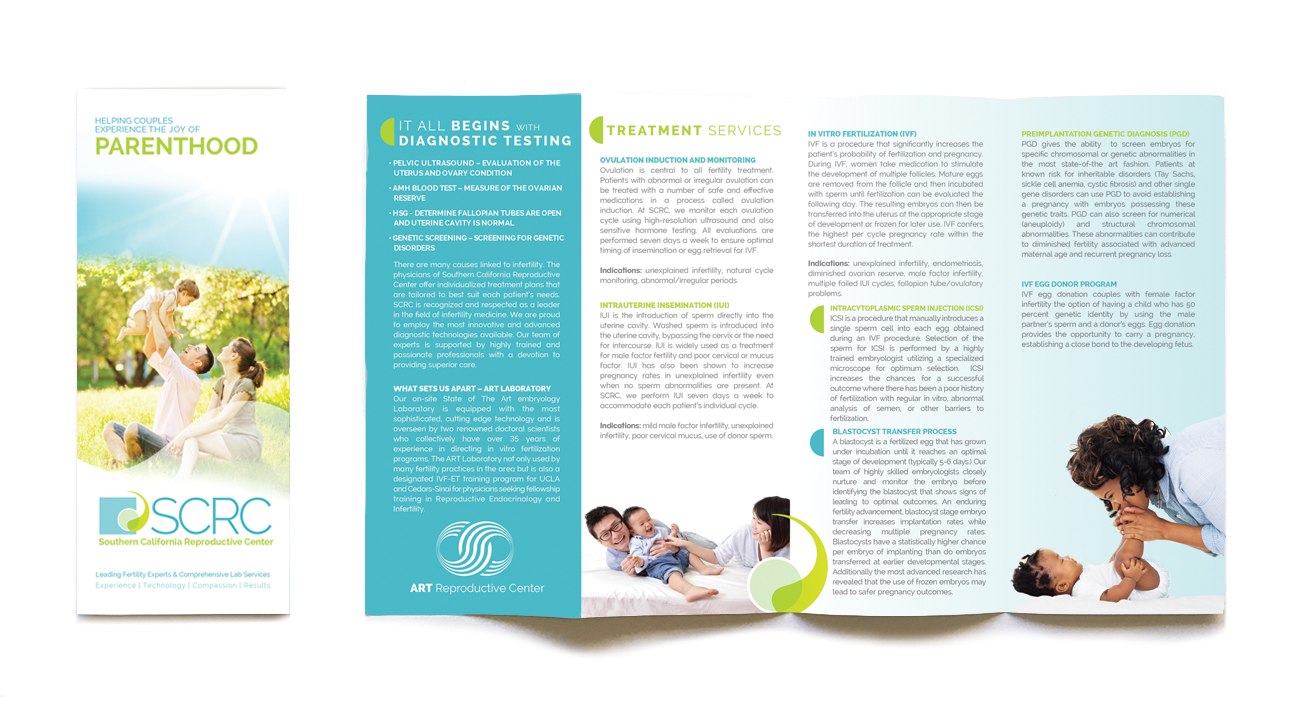 HELPING COUPLES
EXPERIENCE THE JOY OF
PARENTHOOD
SCRC
Southern California Reproductive Center
Leading Fertility Experts & Comprehensive Lab Services
Experience | Technology | Compassion | Results
IT ALL BEGINS WITH
DIAGNOSTIC TESTING
• PELVIC ULTRASOUND – EVALUATION OF THE
UTERUS AND OVARY CONDITION
• AMH BLOOD TEST – MEASURE OF THE OVARIAN
RESERVE
• HSG - DETERMINE FALLOPIAN TUBES ARE OPEN
AND UTERINE CAVITY IS NORMAL
• GENETIC SCREENING – SCREENING FOR GENETIC
DISORDERS
There are many causes linked to infertility. The
physicians of Southern California Reproductive
Center offer individualized treatment plans that
are tailored to best suit each patient's needs.
SCRC is recognized and respected as a leader
in the field of infertility medicine. We are proud
to employ the most innovative and advanced
diagnostic technologies available. Our team of
experts is supported by highly trained and
passionate professionals with a devotion to
providing superior care.
WHAT SETS US APART – ART LABORATORY
Our on-site State of The Art embryology
Laboratory is equipped with the most
sophisticated, cutting edge technology and is
overseen by two renowned doctoral scientists
who collectively have over 35 years of
experience in directing in vitro fertilization
programs. The ART Laboratory not only used by
many fertility practices in the area but is also a
designated IVF-ET training program for UCLA
and Cedars-Sinai for physicians seeking fellowship
training in Reproductive Endocrinology and
Infertility.
ART Reproductive Center
TREATMENT SERVICES
OVULATION INDUCTION AND MONITORING
Ovulation is central to all fertility treatment.
Patients with abnormal or irregular ovulation can
be treated with a number of safe and effective
medications in a process called ovulation
induction. At SCRC, we monitor each ovulation
cycle using high-resolution ultrasound and also
sensitive hormone testing. All evaluations are
performed seven days a week to ensure optimal
timing of insemination or egg retrieval for IVF.
Indications: unexplained infertility, natural cycle
monitoring, abnormal/irregular periods.
INTRAUTERINE INSEMINATION (IUI)
IUI is the introduction of sperm directly into the
uterine cavity. Washed sperm is introduced into
the uterine cavity, bypassing the cervix or the need
for intercourse. IUI is widely used as a treatment
for male factor fertility and poor cervical or mucus
factor. IUI has also been shown to increase
pregnancy rates in unexplained infertility even
when no sperm abnormalities are present. At
SCRC, we perform IUI seven days a week to
accommodate each patient's individual cycle.
Indications: mild male factor infertility, unexplained
infertility, poor cervical mucus, use of donor sperm.
IN VITRO FERTILIZATION (IVF)
IVF is a procedure that significantly increases the
patient's probability of fertilization and pregnancy.
During IVF, women take medication to stimulate
the development of multiple follicles. Mature eggs
are removed from the follicle and then incubated
with sperm until fertilization can be evaluated the
following day. The resulting embryos can then be
transferred into the uterus at the appropriate stage
of development or frozen for later use. IVF confers
the highest per cycle pregnancy rate within the
shortest duration of treatment.
Indications: unexplained infertility, endometriosis,
diminished ovarian reserve, male factor infertility,
multiple failed IUI cycles, fallopian tube/ovulatory
problems.
INTRACYTOPLASMIC SPERM INJECTION (ICSI)
ICSI is a procedure that manually introduces a
single sperm cell into each egg obtained
during an IVF procedure. Selection of the
sperm for ICSI is performed by a highly
trained embryologist utilizing a specialized
microscope for optimum selection. ICSI
increases the chances for a successful
outcome where there has been a poor history
of fertilization with regular in vitro, abnormal
analysis of semen, or other barriers to
fertilization.
BLASTOCYST TRANSFER PROCESS
A blastocyst is a fertilized egg that has grown
under incubation until it reaches an optimal
stage of development (typically 5-6 days.) Our
team of highly skilled embryologists closely
nurture and monitor the embryo before
identifying the blastocyst that shows signs of
leading to optimal outcomes. An enduring
fertility advancement, blastocyst stage embryo
transfer increases implantation rates while
decreasing multiple pregnancy rates.
Blastocysts have a statistically higher chance
per embryo of implanting than do embryos
transferred at earlier developmental stages.
Additionally the most advanced research has
revealed that the use of frozen embryos may
lead to safer pregnancy outcomes.
PREIMPLANTATION GENETIC DIAGNOSIS (PGD)
PGD gives the ability to screen embryos for
specific chromosomal or genetic abnormalities in
the most state-of-the art fashion. Patients at
known risk for inheritable disorders (Tay Sachs,
sickle cell anemia, cystic fibrosis) and other single
gene disorders can use PGD to avoid establishing
a pregnancy with embryos possessing these
genetic traits. PGD can also screen for numerical
(aneuploidy) and structural chromosomal
abnormalities. These abnormalities can contribute
to diminished fertility associated with advanced
maternal age and recurrent pregnancy loss.
IVF EGG DONOR PROGRAM
IVF egg donation couples with female factor
infertility the option of having a child who has 50
percent genetic identity by using the male
partner's sperm and a donor's eggs. Egg donation
provides the opportunity to carry a pregnancy,
establishing a close bond to the developing fetus.